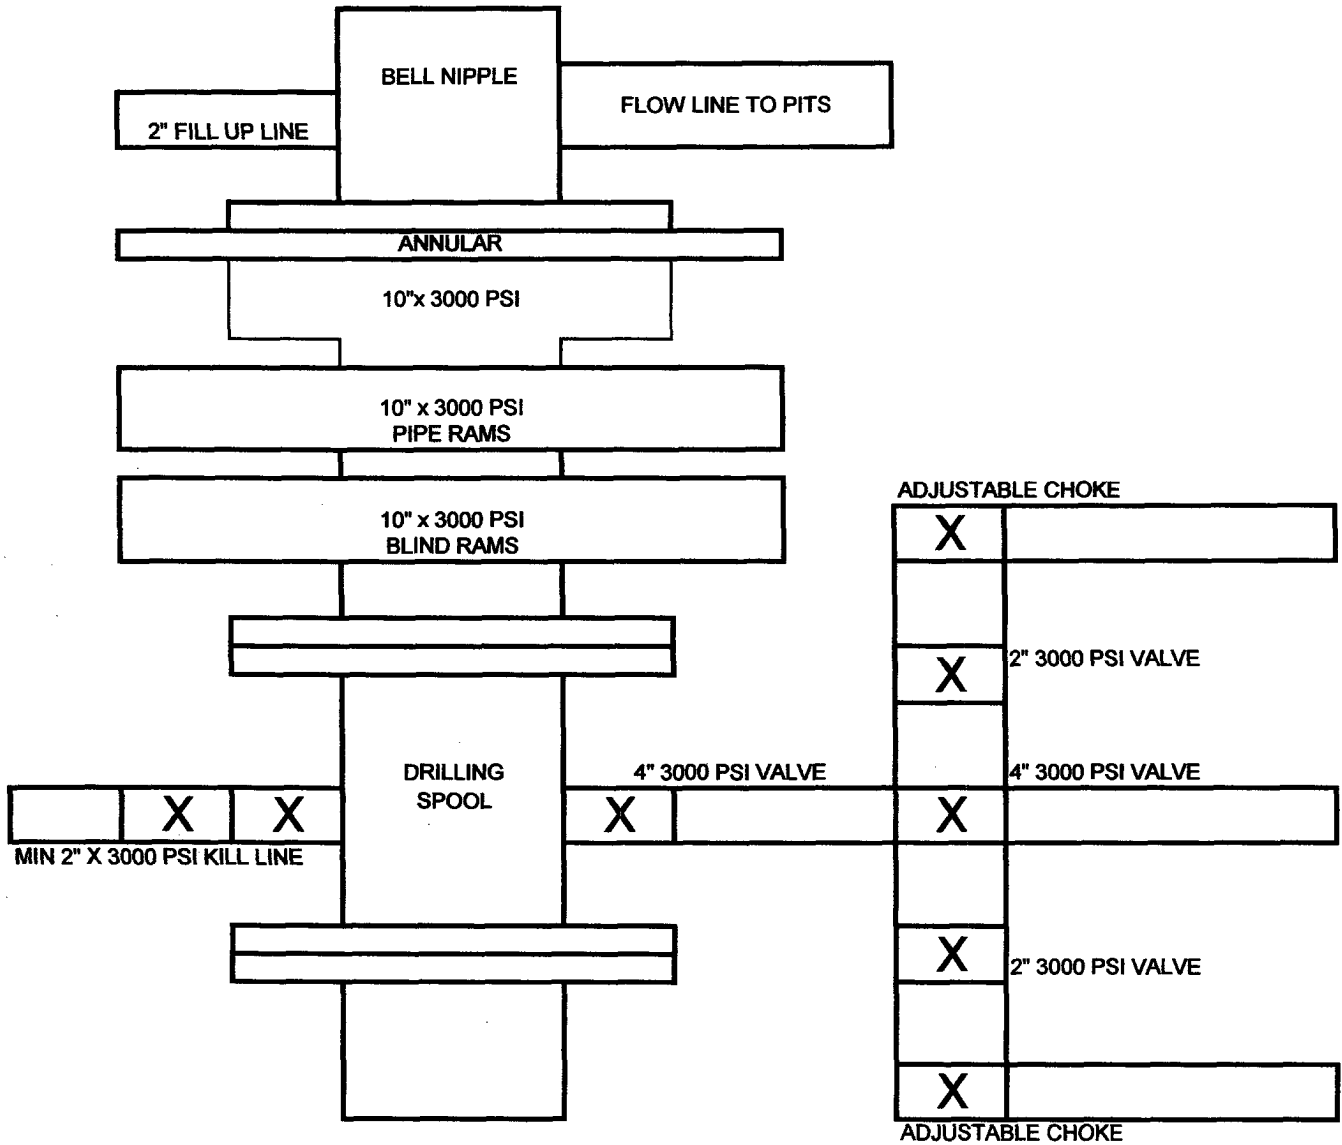 BELL NIPPLE
FLOW LINE TO PITS
2" FILL UP LINE
ANNULAR
10"x 3000 PSI
10" x 3000 PSI
PIPE RAMS
10" x 3000 PSI
BLIND RAMS
ADJUSTABLE CHOKE
X
2" 3000 PSI VALVE
X
DRILLING
SPOOL
4" 3000 PSI VALVE
4" 3000 PSI VALVE
X X X X
MIN 2" X 3000 PSI KILL LINE
X
2" 3000 PSI VALVE
X
ADJUSTABLE CHOKE